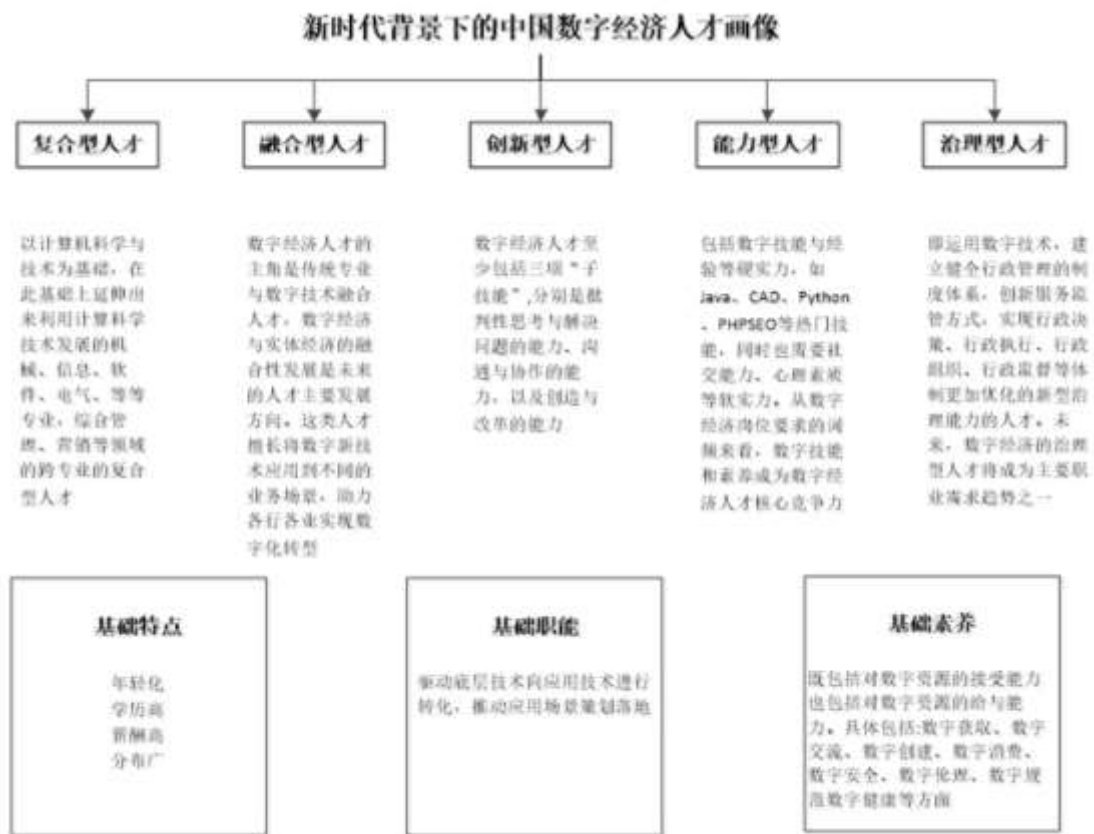 新时代背景下的中国数字经济人才画像
复合型人才
融合型人才
创新型人才
能力型人才
治理型人才
以计算机科学与
技术为基础，在
此基础上延伸出
来利用计算科学
技术发展的机
械、信息、软
件、电气、等等
专业，综合管
理、营销等领域
的跨专业的复合
型人才
数字经济人才的
主角是传统专业
与数字技术融合
人才，数字经济
与实体经济的融
合性发展是未来
的人才主要发展
方向。这类人才
擅长将数字新技
术应用到不同的
业务场景，助力
各行各业实现数
字化转型
数字经济人才至
少包括三项“子
技能”,分别是批
判性思考与解决
问题的能力、沟
通与协作的能
力，以及创造与
改革的能力
包括数字技能与经
验等硬实力，如
Java、CAD、Python
、PHPSEO等热门技
能，同时也需要社
交能力、心理素质
等软实力。从数字
经济岗位要求的词
频来看，数字技能
和素养成为数字经
济人才核心竞争力
即运用数字技术，建
立健全行政管理的制
度体系，创新服务监
管方式，实现行政决
策、行政执行、行政
组织、行政监督等体
制更加优化的新型治
理能力的人才。未
来，数字经济的治理
型人才将成为主要职
业需求趋势之一
基础特点
年轻化
学历高
薪酬高
分布广
基础职能
驱动底层技术向应用技术进行
转化，推动应用场景策划落地
基础素养
既包括对数字资源的接受能力
也包括对数字资源的给与能
力。具体包括:数字获取、数字
交流、数字创建、数字消费、
数字安全、数字伦理、数字规
范数字健康等方面